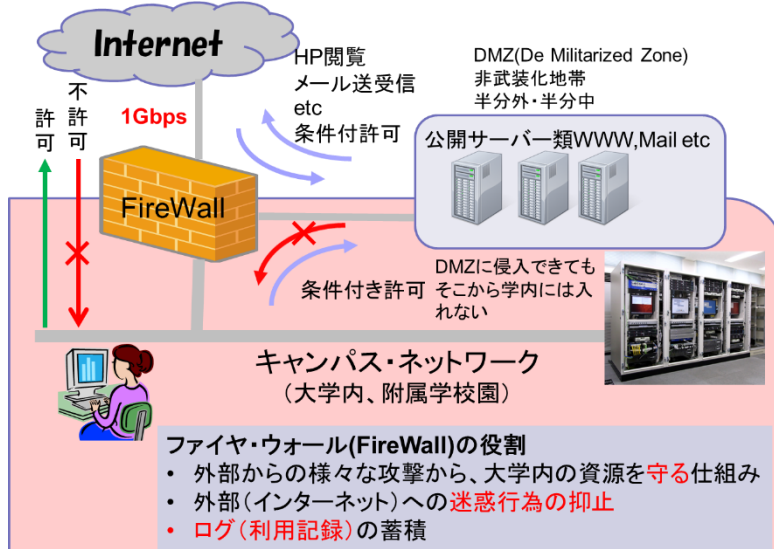 Internet
HP閲覧
メール送受信
etc
条件付許可
DMZ(De Militarized Zone)
非武装化地帯
半分外・半分中
許可
不許可
1Gbps
公開サーバー類WWW,Mail etc
FireWall
条件付き許可
DMZに侵入できても
そこから学内には入
れない
キャンパス・ネットワーク
（大学内、附属学校園）
ファイヤ・ウォール(FireWall)の役割
• 外部からの様々な攻撃から、大学内の資源を守る仕組み
• 外部（インターネット）への迷惑行為の抑止
• ログ（利用記録）の蓄積